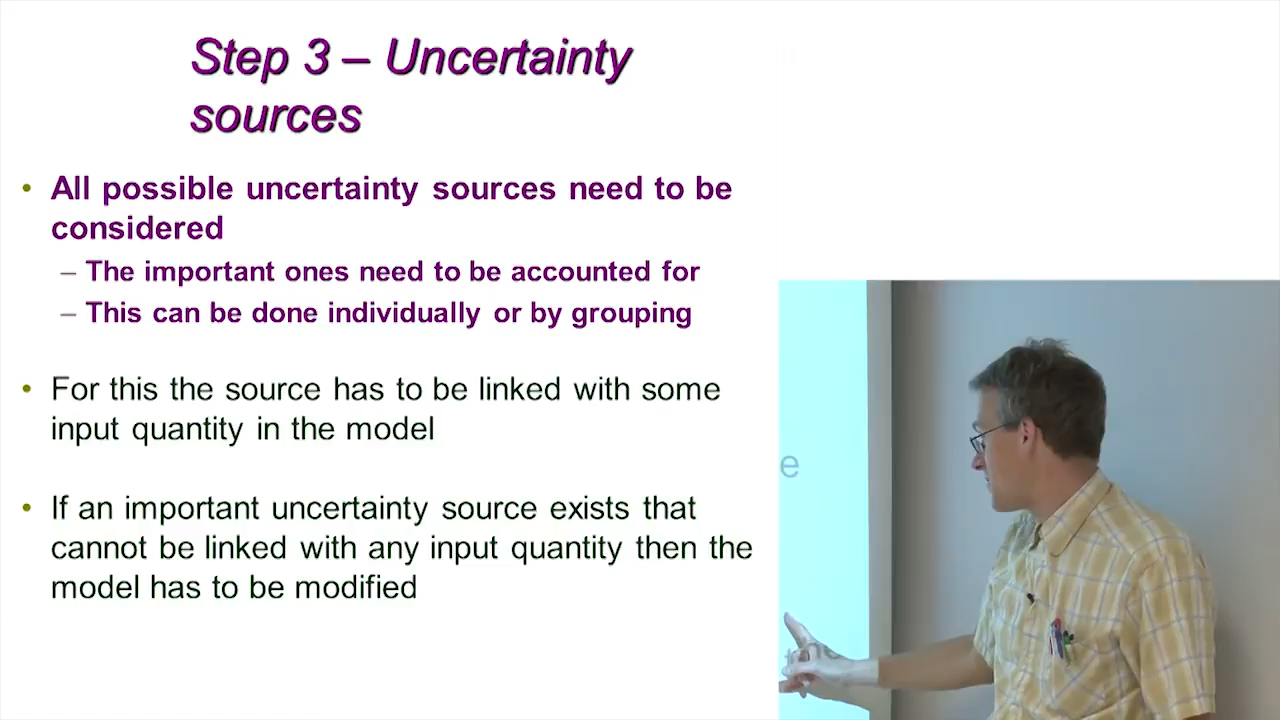 Step 3 – Uncertainty
sources
• All possible uncertainty sources need to be
considered
– The important ones need to be accounted for
– This can be done individually or by grouping
• For this the source has to be linked with some
input quantity in the model
• If an important uncertainty source exists that
cannot be linked with any input quantity then the
model has to be modified
e